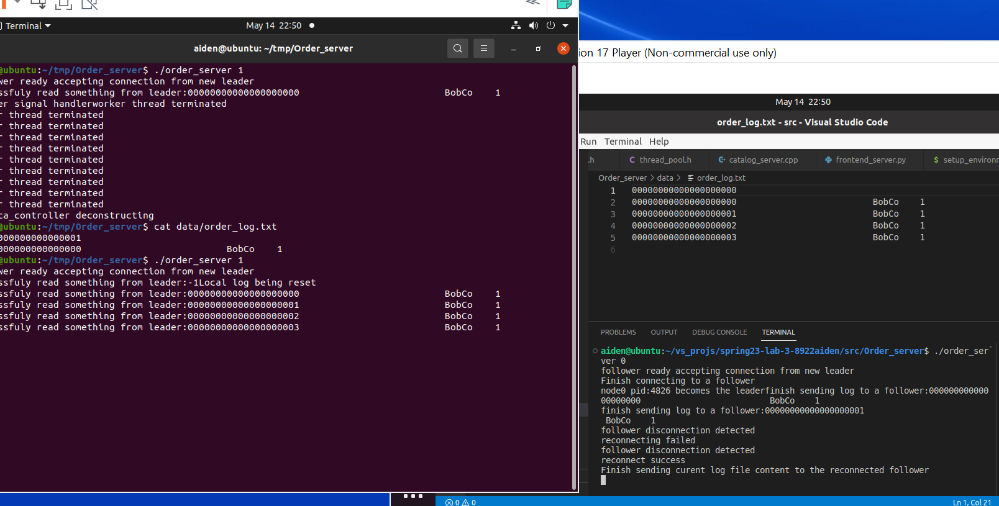 Terminal
May 14 22:50
aiden@ubuntu: ~/tmp/Order_server
@ubuntu:~/tmp/Order_server$ ./order_server 1
wer ready accepting connection from new leader
ssfuly read something from leader:00000000000000000000 BobCo 1
er signal handlerworker thread terminated
r thread terminated
r thread terminated
r thread terminated
r thread terminated
r thread terminated
r thread terminated
r thread terminated
r thread terminated
r thread terminated
ca_controller deconstructing
@ubuntu:~/tmp/Order_server$ cat data/order_log.txt
000000000000001
000000000000000 BobCo 1
@ubuntu:~/tmp/Order_server$ ./order_server 1
wer ready accepting connection from new leader
ssfuly read something from leader:-1Local log being reset
ssfuly read something from leader:00000000000000000000 BobCo 1
ssfuly read something from leader:00000000000000000001 BobCo 1
ssfuly read something from leader:00000000000000000002 BobCo 1
ssfuly read something from leader:00000000000000000003 BobCo 1
ion 17 Player (Non-commercial use only)
May 14 22:50
order_log.txt - src - Visual Studio Code
Run Terminal Help
.h thread_pool.h catalog_server.cpp frontend_server.py setup_environm
Order_server > data > order_log.txt
1 00000000000000000000
2 00000000000000000000 BobCo 1
3 00000000000000000001 BobCo 1
4 00000000000000000002 BobCo 1
5 00000000000000000003 BobCo 1
6
PROBLEMS OUTPUT DEBUG CONSOLE TERMINAL
aiden@ubuntu:~/vs_projs/spring23-lab-3-8922aiden/src/Order_server$ ./order_ser
ver 0
follower ready accepting connection from new leader
Finish connecting to a follower
node0 pid:4826 becomes the leaderfinish sending log to a follower:000000000000
00000000 BobCo 1
finish sending log to a follower:00000000000000000001
BobCo 1
follower disconnection detected
reconnecting failed
follower disconnection detected
reconnect success
Finish sending curent log file content to the reconnected follower
0 0
Ln 1, Col 21